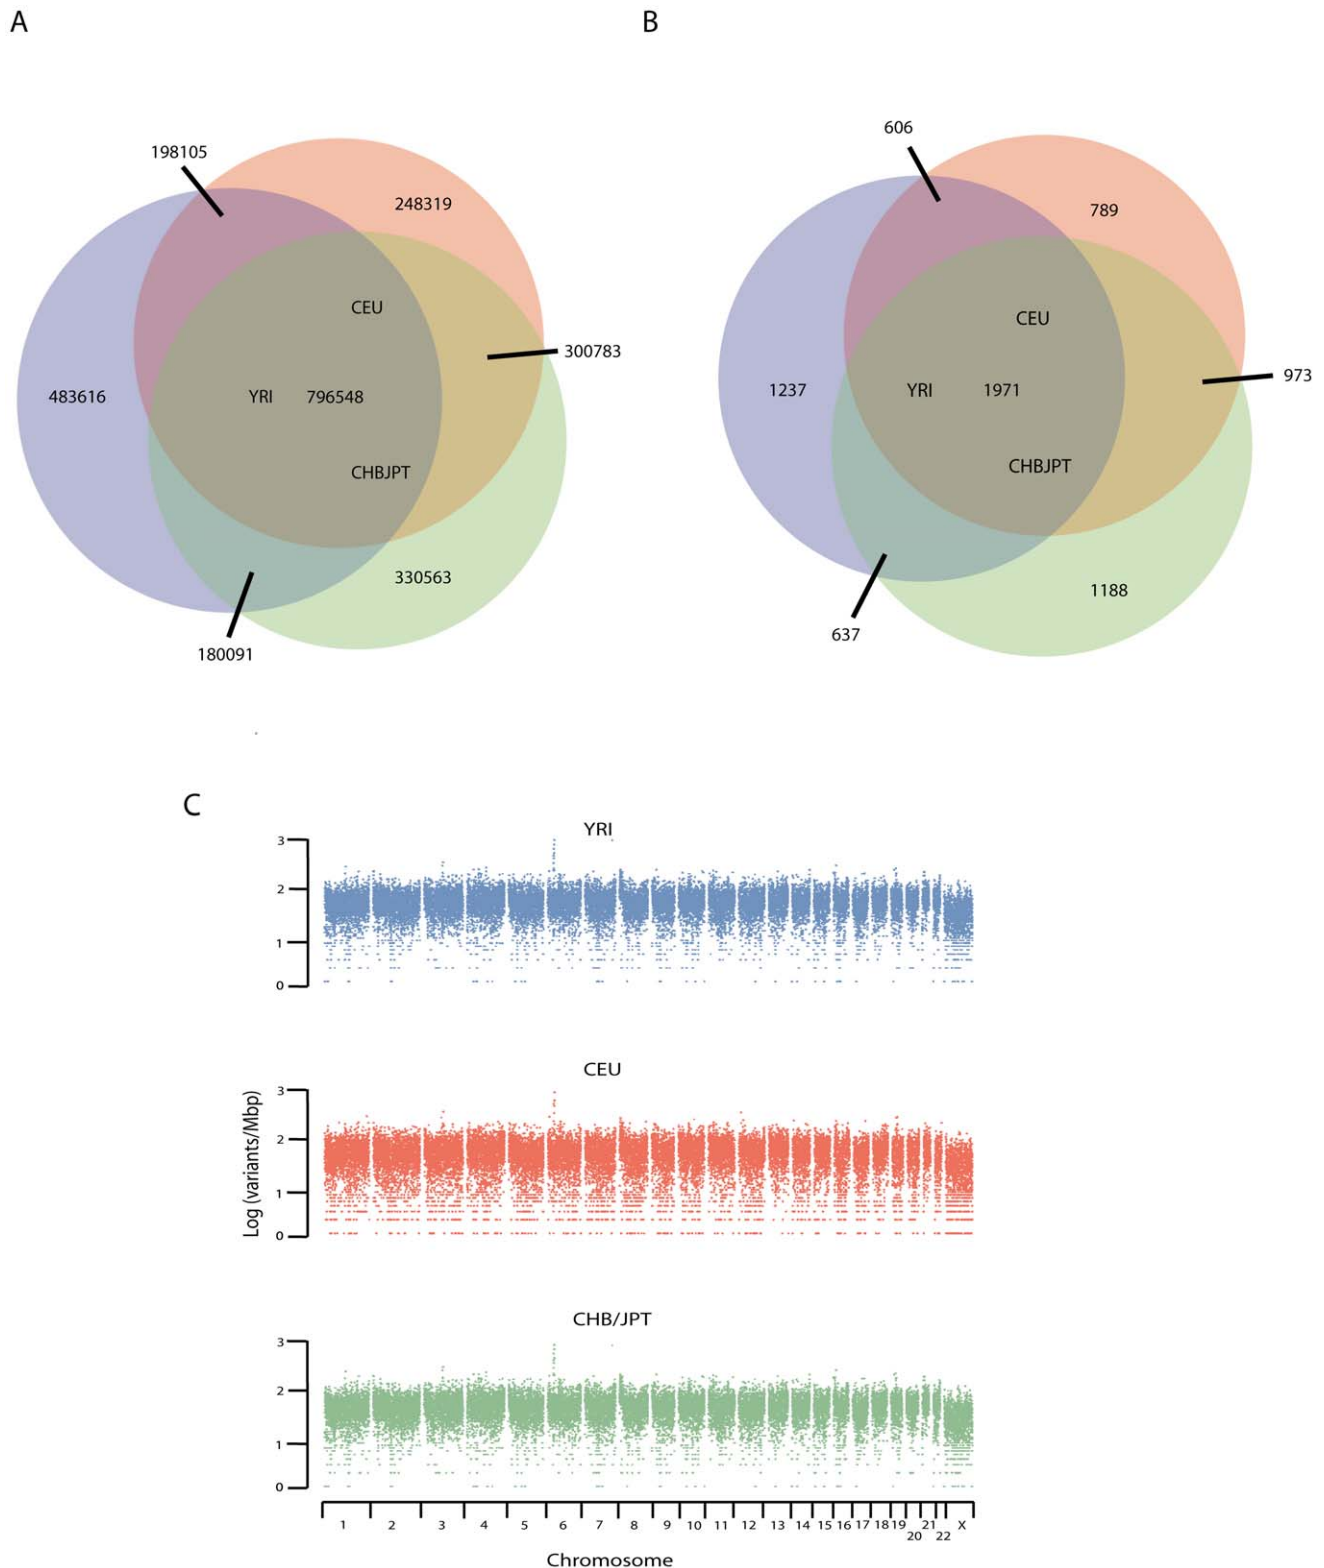 A
B
606
198105
248319
789
CEU
CEU
300783
973
483616
YRI 796548
1237
YRI 1971
CHBJPT
CHBJPT
330563
1188
637
180091
C
YRI
3
2
1
0
CEU
Log (variants/Mbp)
3
2
1
0
CHB/JPT
3
2
1
0
1 2 3 4 5 6 7 8 9 10 11 12 13 14 15 16 17 18 19 20 21 22 X
Chromosome